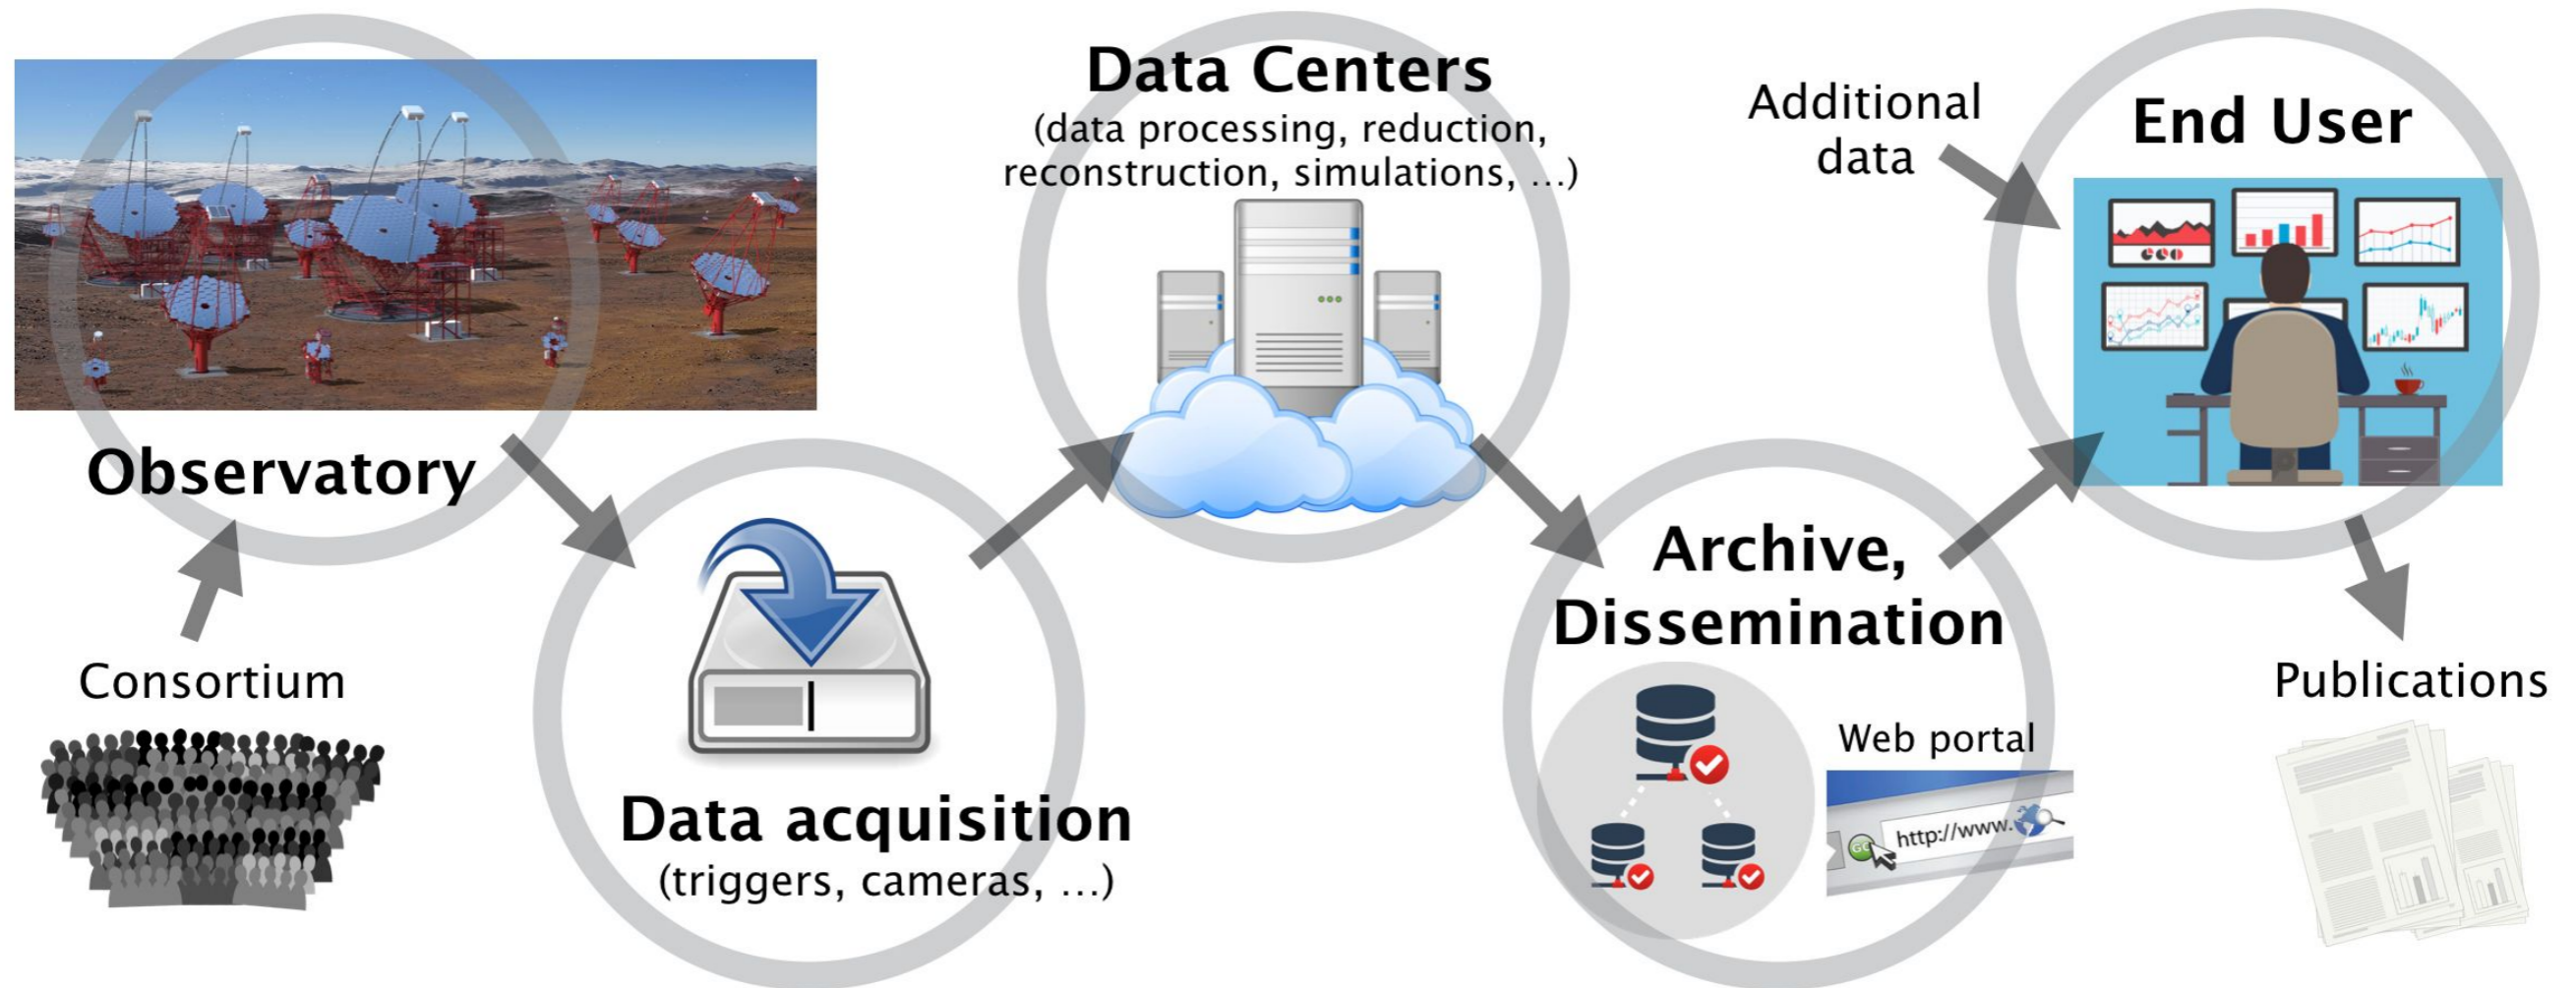 Observatory
Consortium
Data acquisition
(triggers, cameras, ...)
Data Centers
(data processing, reduction,
reconstruction, simulations, ...)
Archive,
Dissemination
Web portal
GO
http://www.
Additional
data
End User
Publications